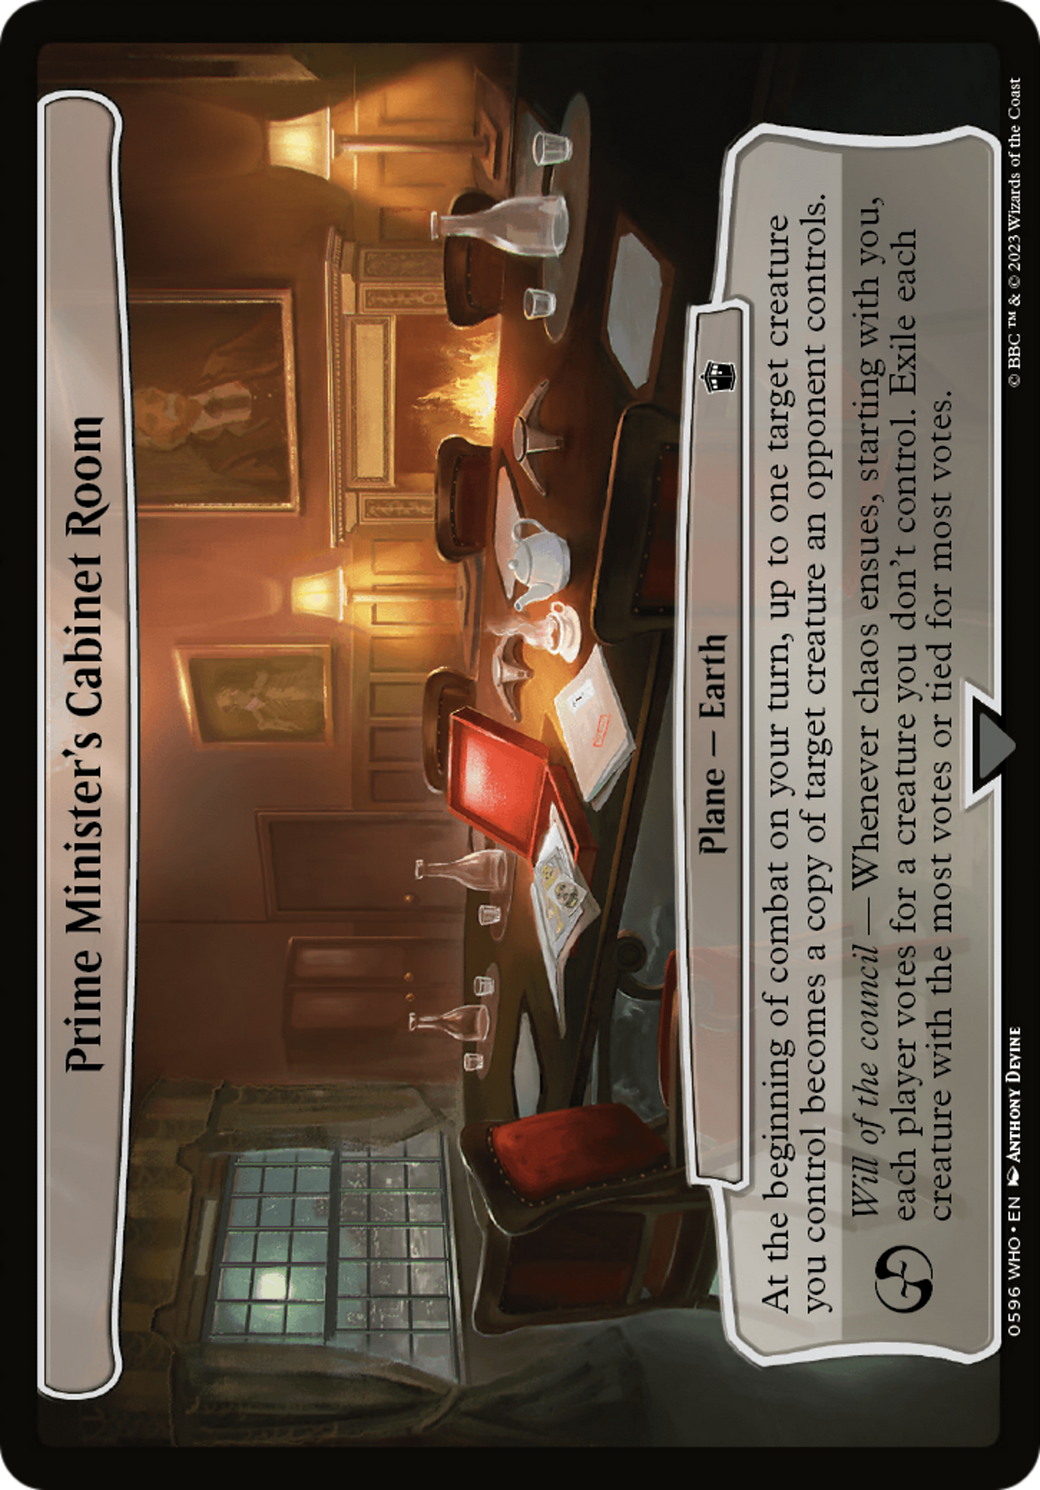 Prime Minister's Cabinet Room
Plane — Earth
At the beginning of combat on your turn, up to one target creature
you control becomes a copy of target creature an opponent controls.
Will of the council — Whenever chaos ensues, starting with you,
each player votes for a creature you don't control. Exile each
creature with the most votes or tied for most votes.
0596 WHO • EN Anthony Devine
© BBC ™ & © 2023 Wizards of the Coast